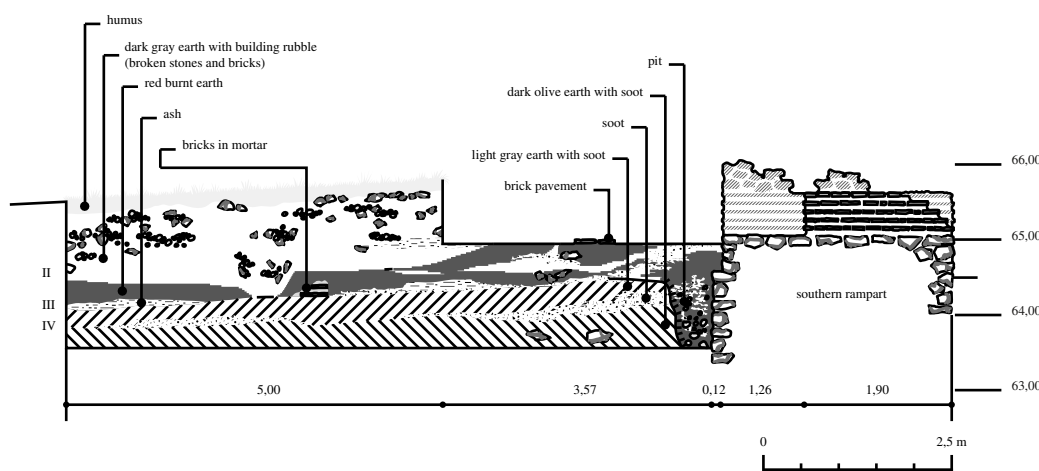 humus
dark gray earth with building rubble
(broken stones and bricks)
red burnt earth
ash
bricks in mortar
pit
dark olive earth with soot
soot
light gray earth with soot
brick pavement
66,00
65,00
64,00
63,00
II
III
IV
southern rampart
5,00
3,57
0,12
1,26
1,90
0
2,5 m